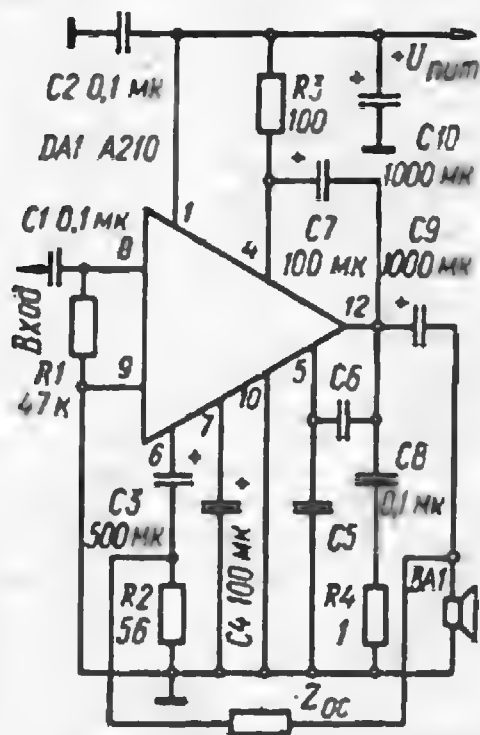 +Uпит
C2 0,1 мк
R3
100
DA1 A210
C10
1000 мк
C1 0,1 мк
1
4
C7
100 мк
C9
1000 мк
8
Вход
12
R1
47 к
9
10
5
C6
7
6
C3
500 мк
C8
0,1 мк
C4 100 мк
C5
BA1
R2
56
R4
1
Zос